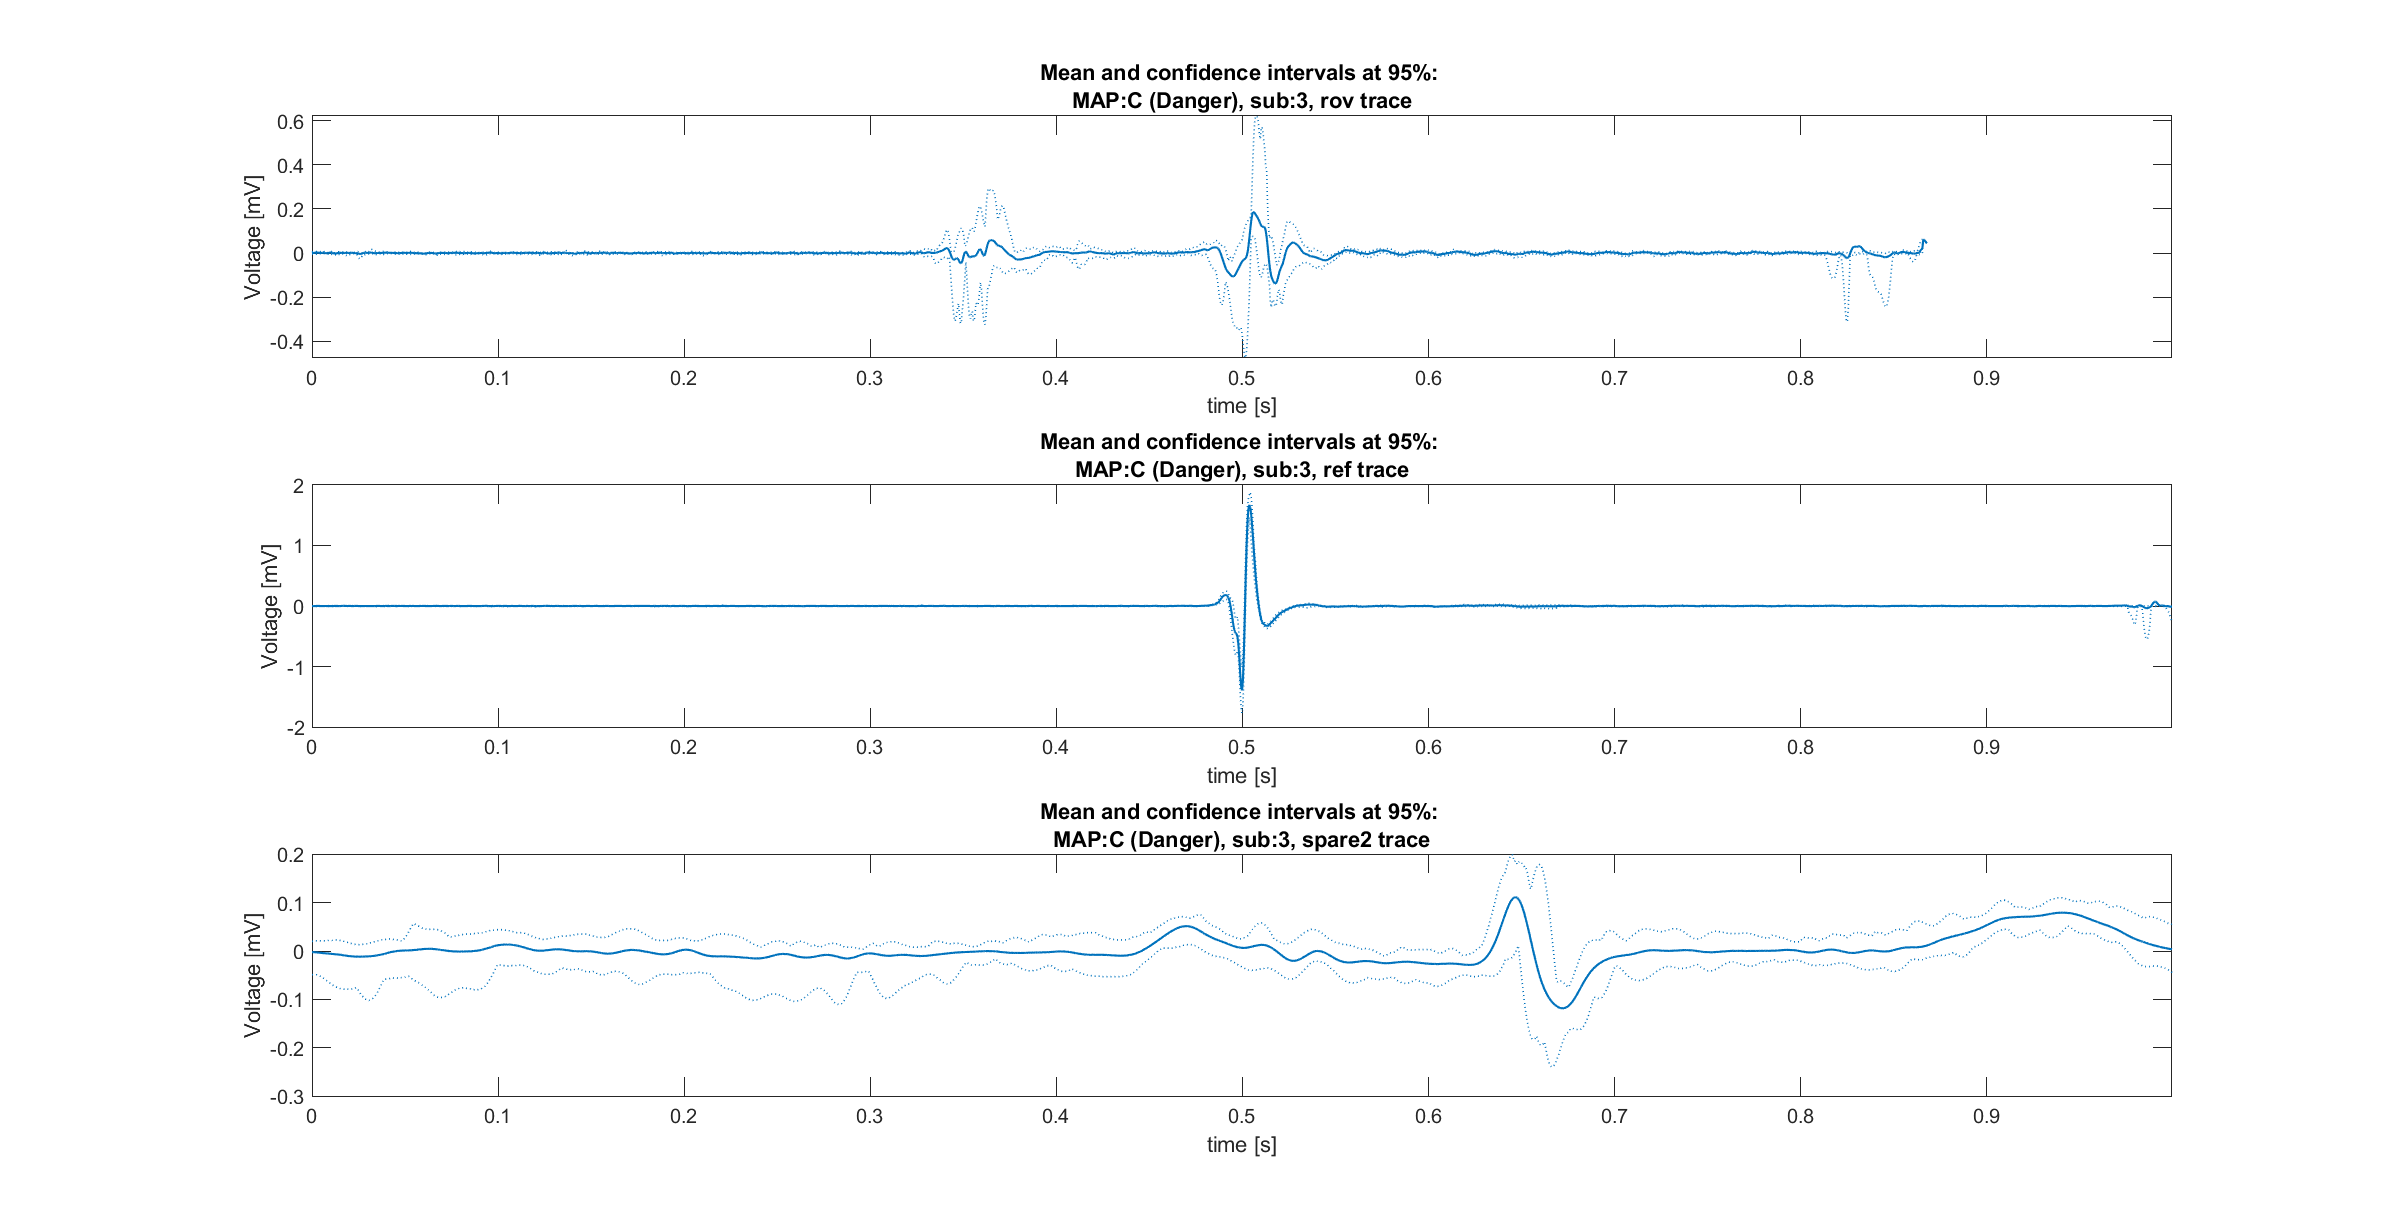 Mean and confidence intervals at 95%:
MAP:C (Danger), sub:3, rov trace
Voltage [mV]
0.6
0.4
0.2
0
-0.2
-0.4
0 0.1 0.2 0.3 0.4 0.5 0.6 0.7 0.8 0.9
time [s]
Mean and confidence intervals at 95%:
MAP:C (Danger), sub:3, ref trace
Voltage [mV]
2
1
0
-1
-2
0 0.1 0.2 0.3 0.4 0.5 0.6 0.7 0.8 0.9
time [s]
Mean and confidence intervals at 95%:
MAP:C (Danger), sub:3, spare2 trace
Voltage [mV]
0.2
0.1
0
-0.1
-0.2
-0.3
0 0.1 0.2 0.3 0.4 0.5 0.6 0.7 0.8 0.9
time [s]